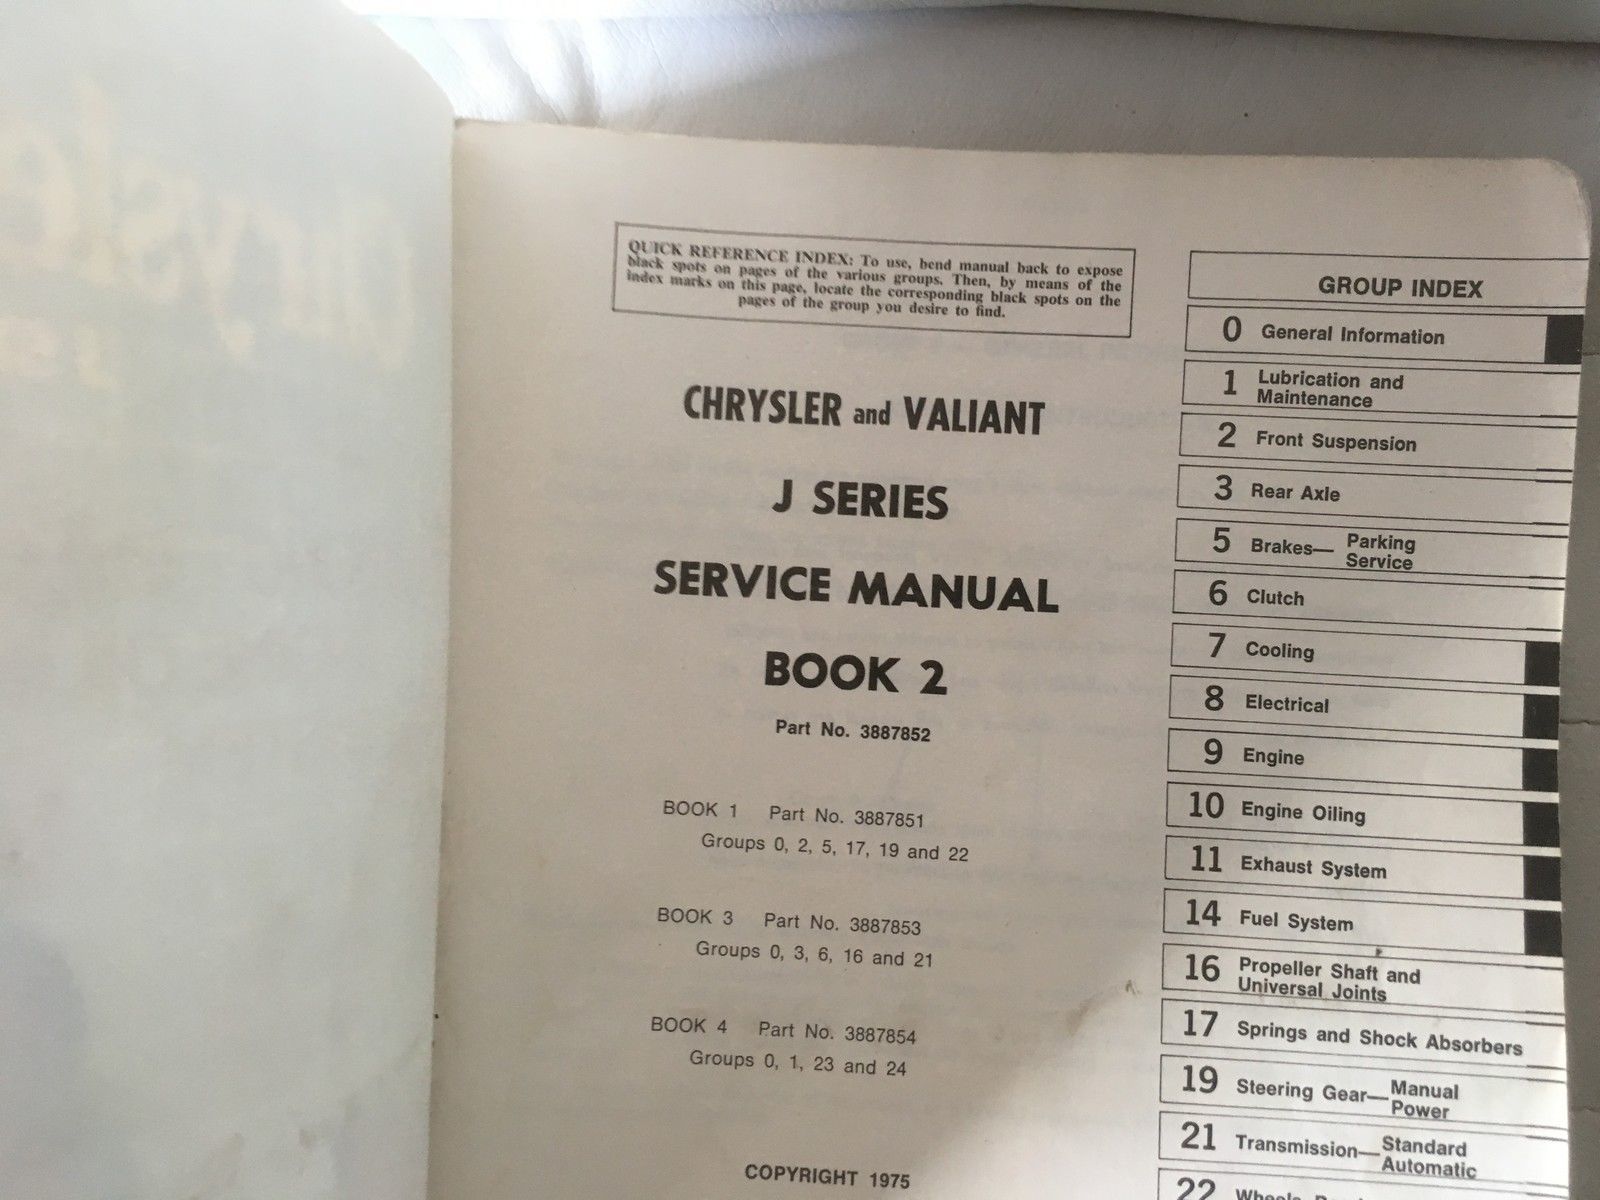 QUICK REFERENCE INDEX: To use, bend manual back to expose
black spots on pages of the various groups. Then, by means of the
index marks on this page, locate the corresponding black spots on the
pages of the group you desire to find.
CHRYSLER and VALIANT
J SERIES
SERVICE MANUAL
BOOK 2
Part No. 3887852
BOOK 1 Part No. 3887851
Groups 0, 2, 5, 17, 19 and 22
BOOK 3 Part No. 3887853
Groups 0, 3, 6, 16 and 21
BOOK 4 Part No. 3887854
Groups 0, 1, 23 and 24
COPYRIGHT 1975
GROUP INDEX
0 General Information
1 Lubrication and
Maintenance
2 Front Suspension
3 Rear Axle
5 Brakes— Parking
Service
6 Clutch
7 Cooling
8 Electrical
9 Engine
10 Engine Oiling
11 Exhaust System
14 Fuel System
16 Propeller Shaft and
Universal Joints
17 Springs and Shock Absorbers
19 Steering Gear— Manual
Power
21 Transmission— Standard
Automatic
22 Wheels